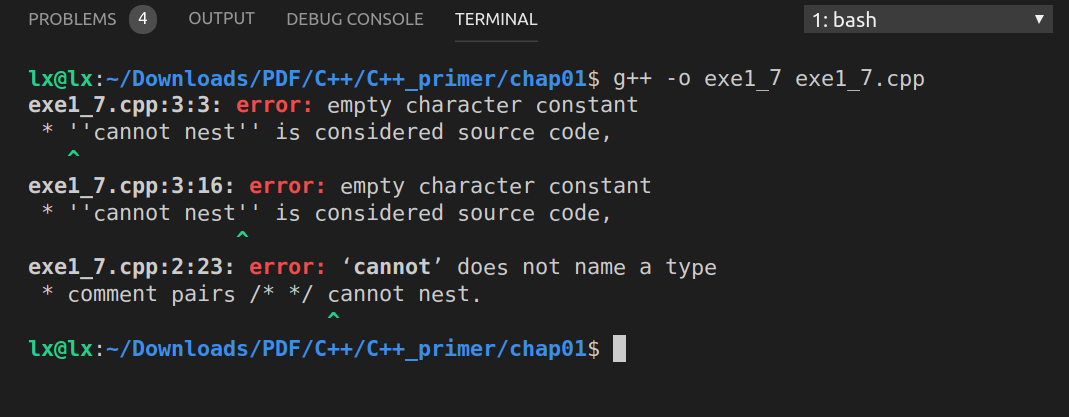 PROBLEMS 4 OUTPUT DEBUG CONSOLE TERMINAL 1: bash
lx@lx:~/Downloads/PDF/C++/C++_primer/chap01$ g++ -o exe1_7 exe1_7.cpp
exe1_7.cpp:3:3: error: empty character constant
 * ''cannot nest'' is considered source code,
   ^
exe1_7.cpp:3:16: error: empty character constant
 * ''cannot nest'' is considered source code,
                ^
exe1_7.cpp:2:23: error: ‘cannot’ does not name a type
 * comment pairs /* */ cannot nest.
                       ^
lx@lx:~/Downloads/PDF/C++/C++_primer/chap01$